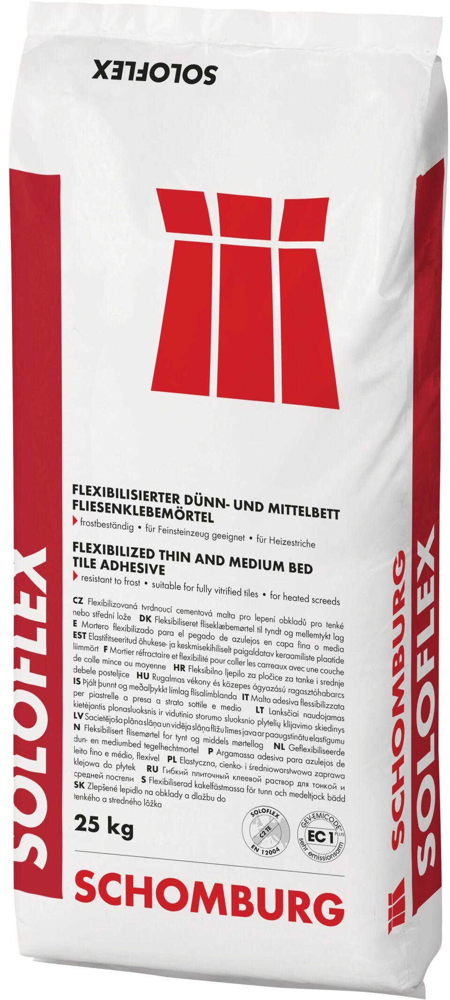 SOLOFLEX
FLEXIBILISIERTER DÜNN- UND MITTELBETT
FLIESENKLEBEMÖRTEL
frostbeständig • für Feinsteinzeug geeignet • für Heizestriche
FLEXIBILIZED THIN AND MEDIUM BED
TILE ADHESIVE
resistant to frost • suitable for fully vitrified tiles • for heated screeds
CZ Flexibilizovaná tvrdnoucí cementová malta pro lepení obkladů pro tenké
nebo střední lože DK Fleksibiliseret fliseklæbemørtel til tyndt og mellemtykt lag
E Mortero flexibilizado para el pegado de azulejos en capa fina o media
EST Elastifitseeritud õhukese- ja keskmisekihiliselt paigaldatav keraamiliste plaatide
liimmört F Mortier réfractaire et flexibilité pour coller les carreaux avec une couche
de colle mince ou moyenne HR Fleksibilno ljepilo za pločice za tanke i srednje
debele posteljice HU Rugalmas vékony és közepes ágyazású ragasztóhabarcs
IS Þjált þunnt og meðalþykkt límlag flísalímblanda IT Malta adesiva flessibilizzata
per piastrelle a presa a strato sottile e medio LT Lanksčiai naudojamas
kietėjantis plonasluoksnis ir vidutinio storumo sluoksnio plytelių klijavimo skiedinys
LV Sacietējoša plāna slāņa un vidēja slāņa flīžu līmes java ar paaugstinātu elastīgumu
N Fleksibilisert flisemørtel for tynt og middels mørtellag NL Geflexibiliseerde
dun- en mediumbed tegelhechtmortel P Argamassa adesiva para azulejos de
leito fino e médio, flexível PL Elastyczna, cienko- i średniowarstwowa zaprawa
klejowa do płytek RU Гибкий плиточный клеевой раствор для тонкой и
средней постели S Flexibiliserad kakelfästmassa för tunn och medeltjock bädd
SK Zlepšené lepidlo na obklady a dlažbu do
tenkého a stredného lôžka
25 kg
SOLOFLEX
C2 TE
EN 12004
GEV-EMICODE®
EC 1 PLUS
sehr emissionsarm
SCHOMBURG
SOLOFLEX
SCHOMBURG
SOLOFLEX